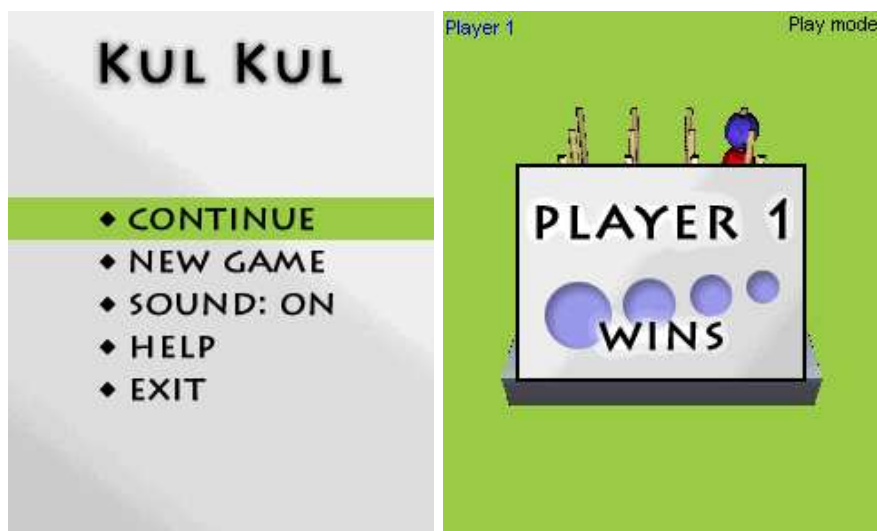 KUL KUL
CONTINUE
NEW GAME
SOUND: ON
HELP
EXIT
Player 1
Play mode
PLAYER 1
WINS